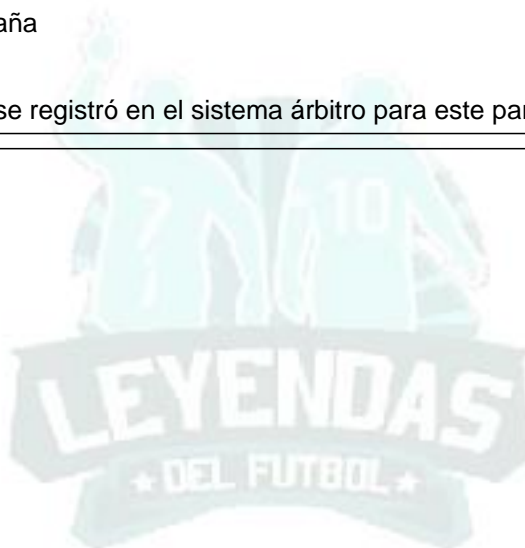 aña
se registró en el sistema árbitro para este par
7
10
LEYENDAS
★ DEL FUTBOL ★